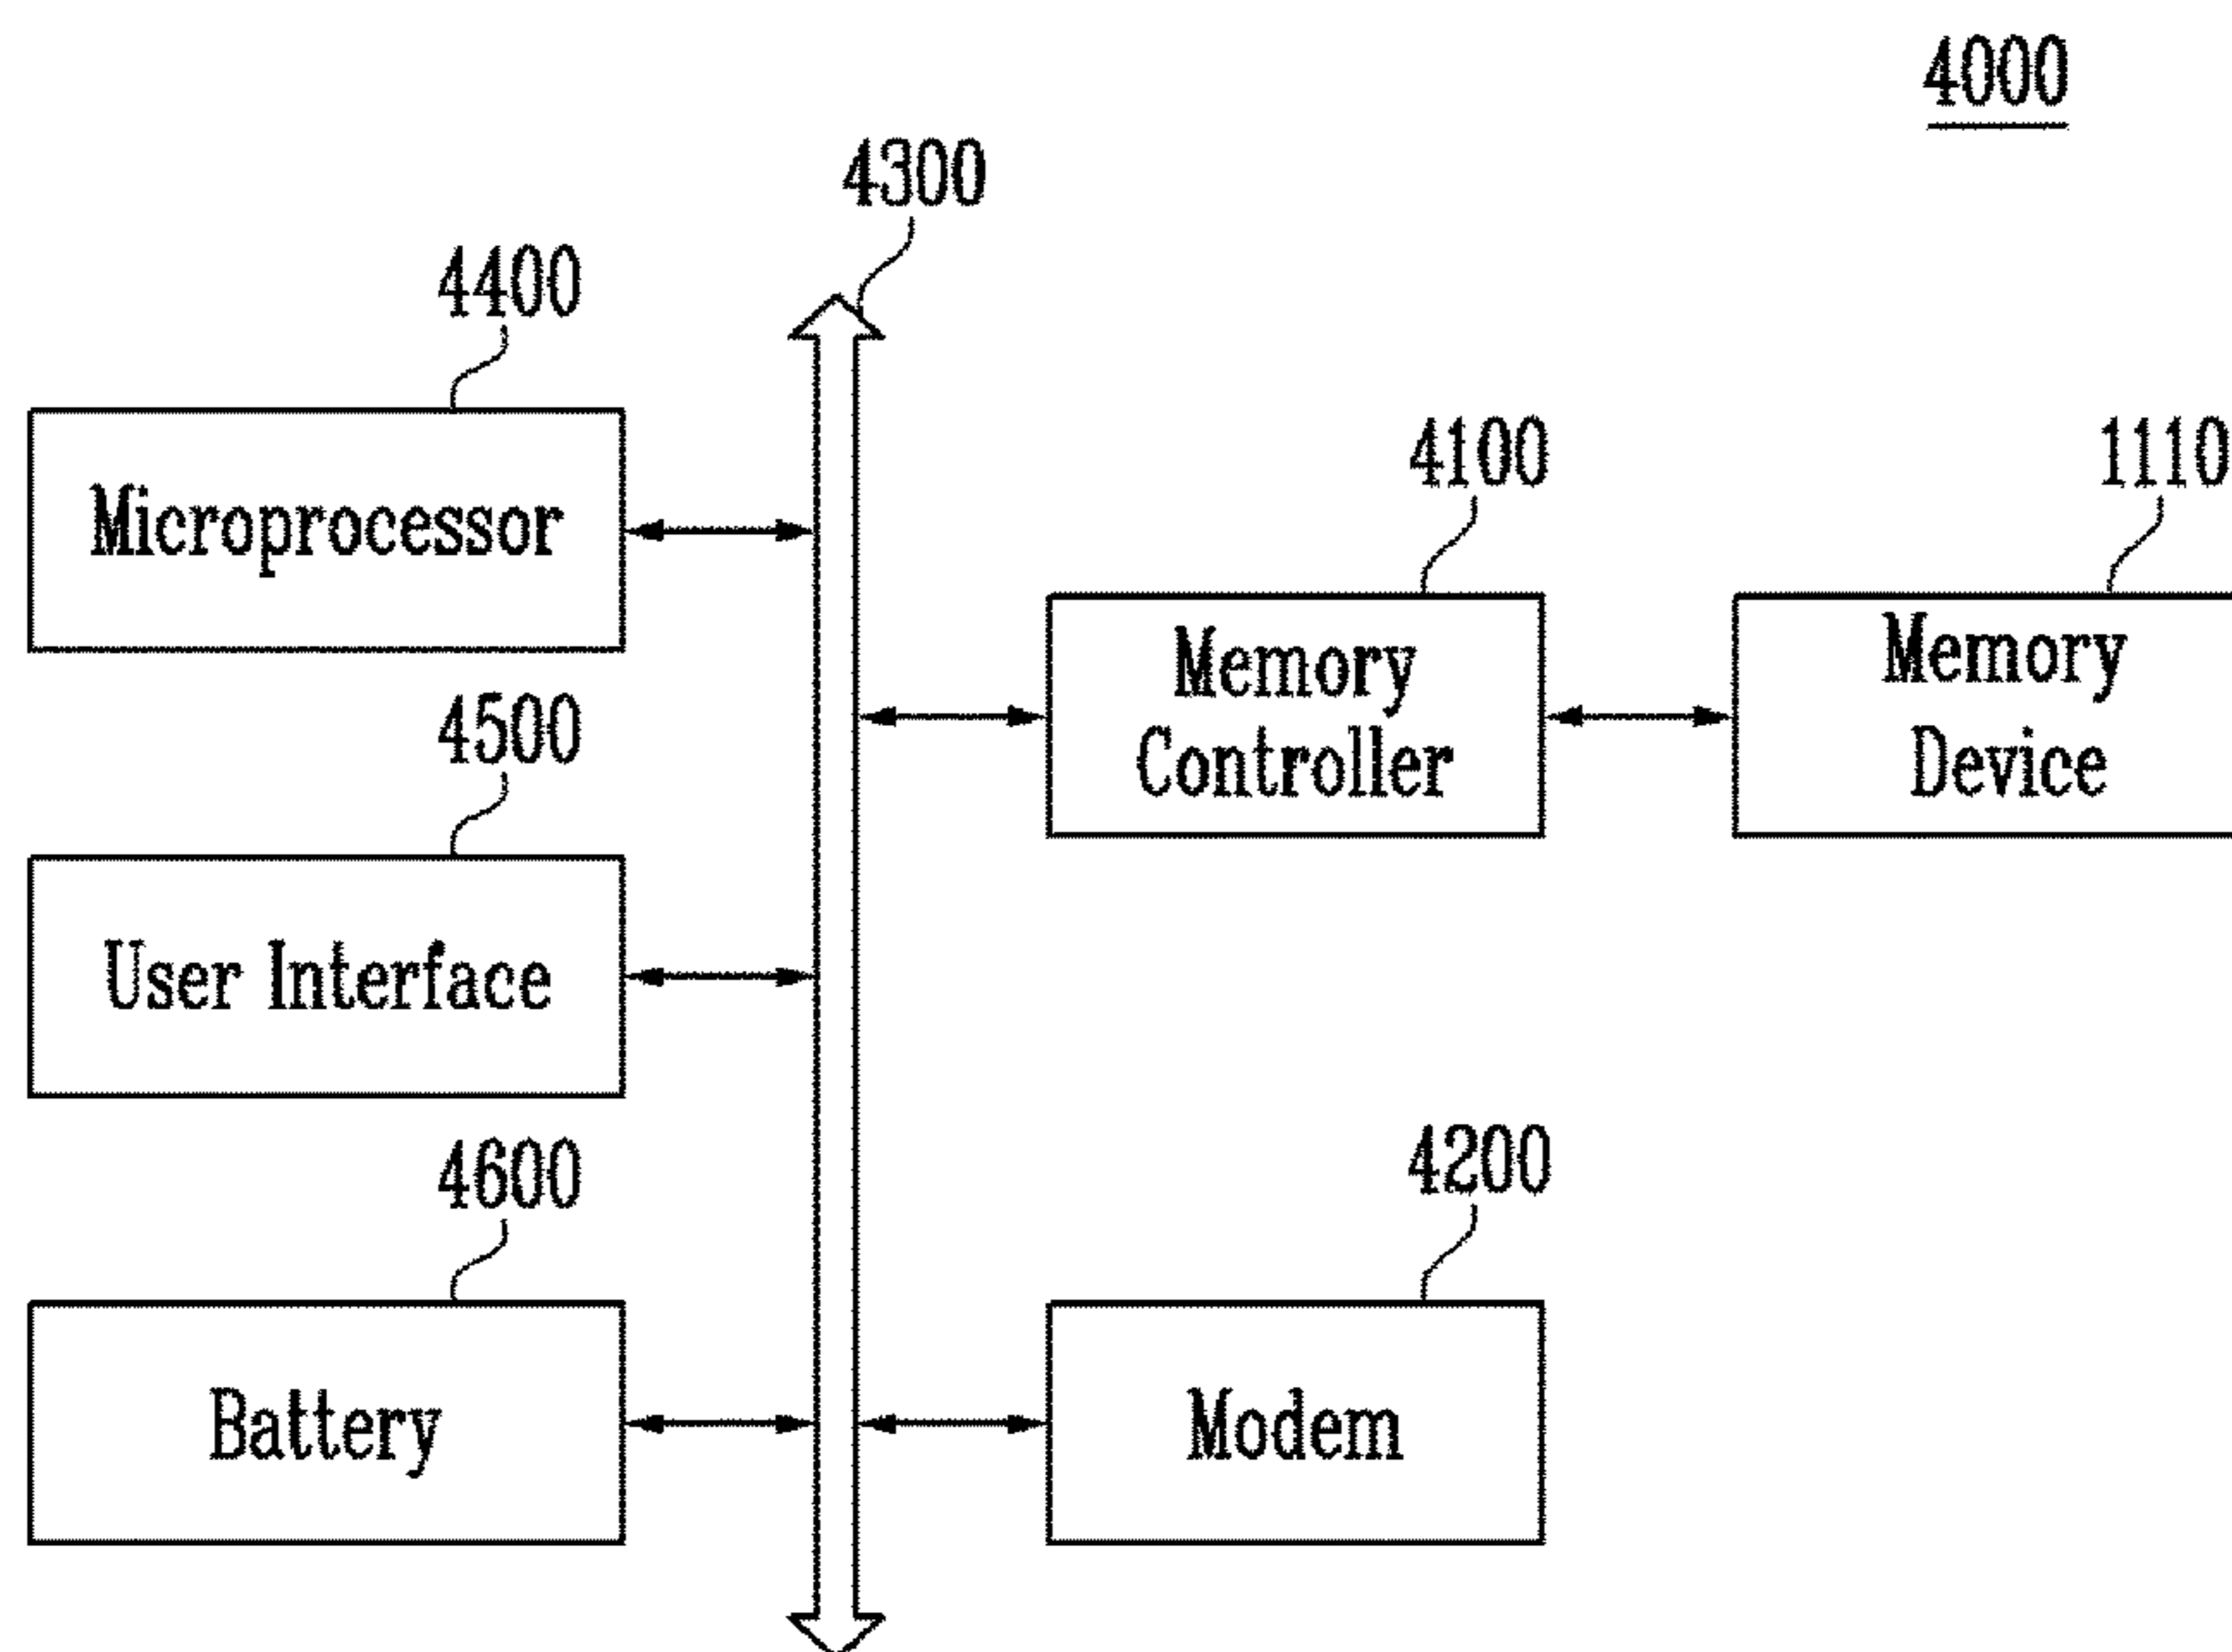 4000
4300
4400
Microprocessor
4100
1110
Memory
Controller
Memory
Device
4500
User Interface
4600
Battery
4200
Modem